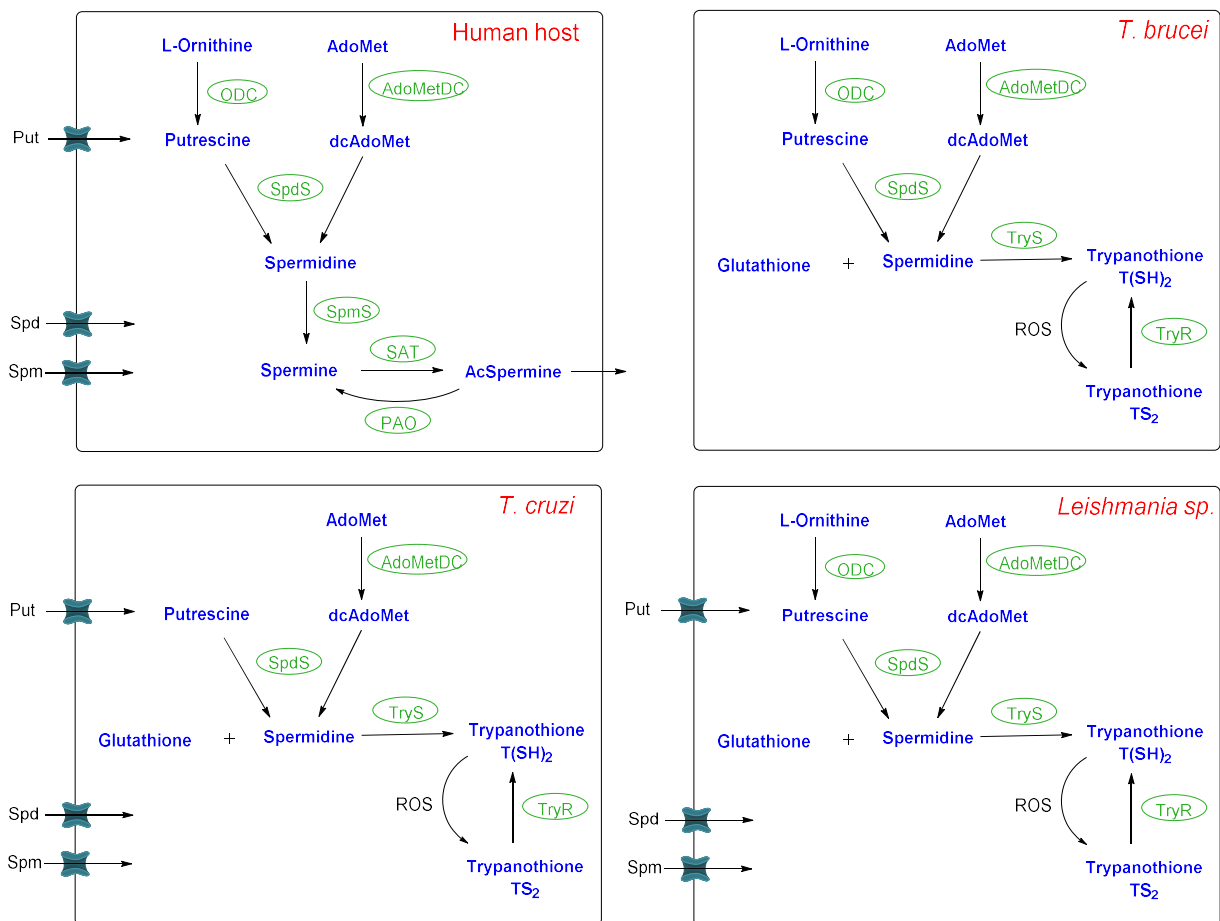 Human host
L-Ornithine
AdoMet
ODC
AdoMetDC
Put
Putrescine
dcAdoMet
SpdS
Spermidine
Spd
SpmS
Spm
SAT
Spermine
AcSpermine
PAO
T. brucei
L-Ornithine
AdoMet
ODC
AdoMetDC
Putrescine
dcAdoMet
SpdS
TryS
Glutathione + Spermidine
Trypanothione
T(SH)2
ROS
TryR
Trypanothione
TS2
T. cruzi
AdoMet
AdoMetDC
Put
Putrescine
dcAdoMet
SpdS
TryS
Glutathione + Spermidine
Trypanothione
T(SH)2
ROS
TryR
Spd
Spm
Trypanothione
TS2
Leishmania sp.
L-Ornithine
AdoMet
ODC
AdoMetDC
Put
Putrescine
dcAdoMet
SpdS
TryS
Glutathione + Spermidine
Trypanothione
T(SH)2
ROS
TryR
Spd
Spm
Trypanothione
TS2